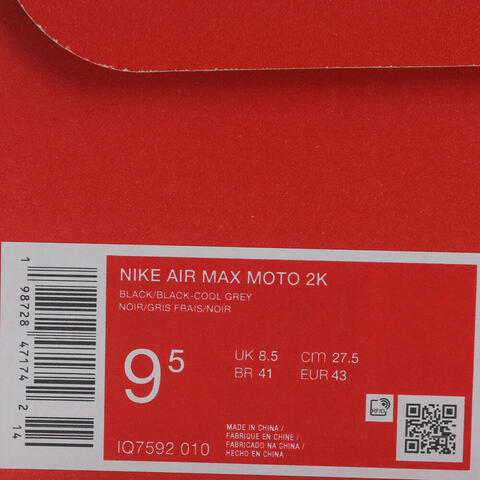 NIKE AIR MAX MOTO 2K
BLACK/BLACK-COOL GREY
NOIR/GRIS FRAIS/NOIR
9⁵
UK 8.5 cm 27.5
BR 41 EUR 43
RFID
IQ7592 010
MADE IN CHINA /
FABRIQUE EN CHINE /
FABRICADO NA CHINA /
HECHO EN CHINA
1 98728 47174 2 14